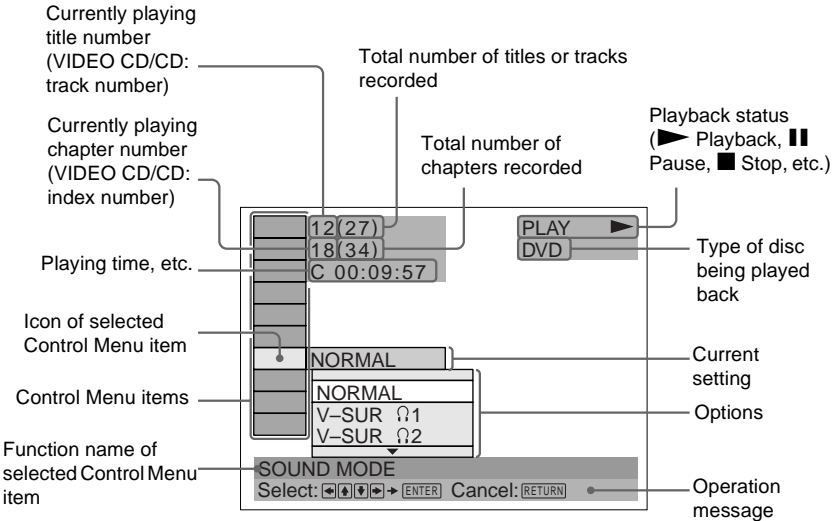 Currently playing
title number
(VIDEO CD/CD:
track number)
Total number of titles or tracks
recorded
Currently playing
chapter number
(VIDEO CD/CD:
index number)
Total number of
chapters recorded
Playback status
(► Playback, ❚❚
Pause, ■ Stop, etc.)
Playing time, etc.
Icon of selected
Control Menu item
Control Menu items
Function name of
selected Control Menu
item
12(27)
18(34)
C 00:09:57
PLAY ►
DVD
NORMAL
NORMAL
V–SUR 1
V–SUR 2
SOUND MODE
Select: ENTER Cancel: RETURN
Type of disc
being played
back
Current
setting
Options
Operation
message